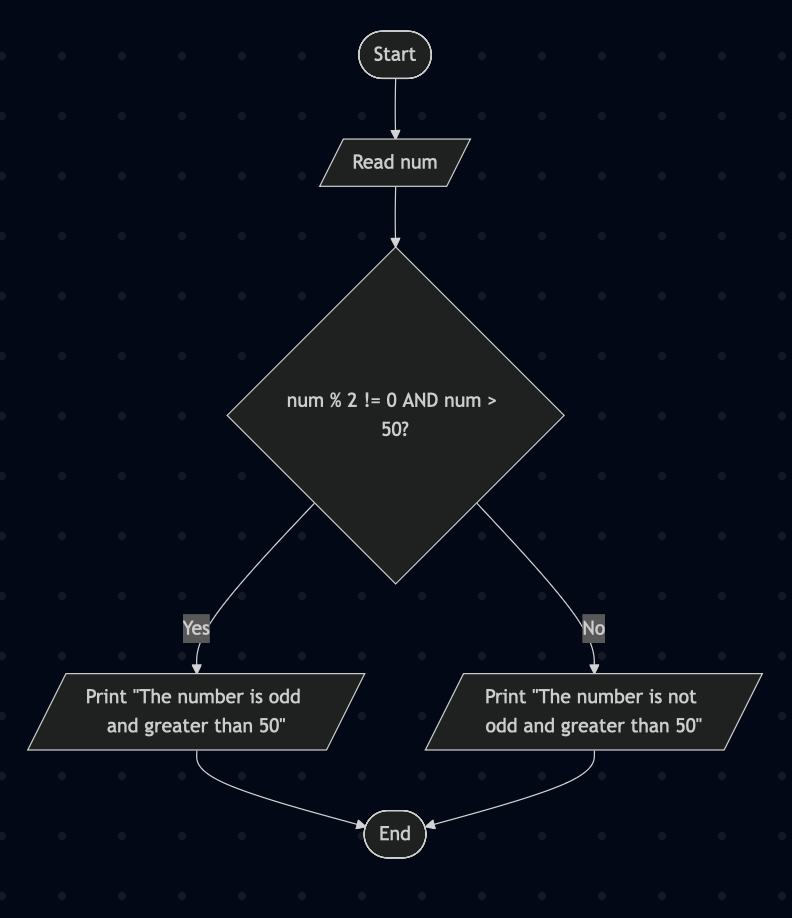 Start
Read num
num % 2 != 0 AND num >
50?
Yes
No
Print "The number is odd
and greater than 50"
Print "The number is not
odd and greater than 50"
End